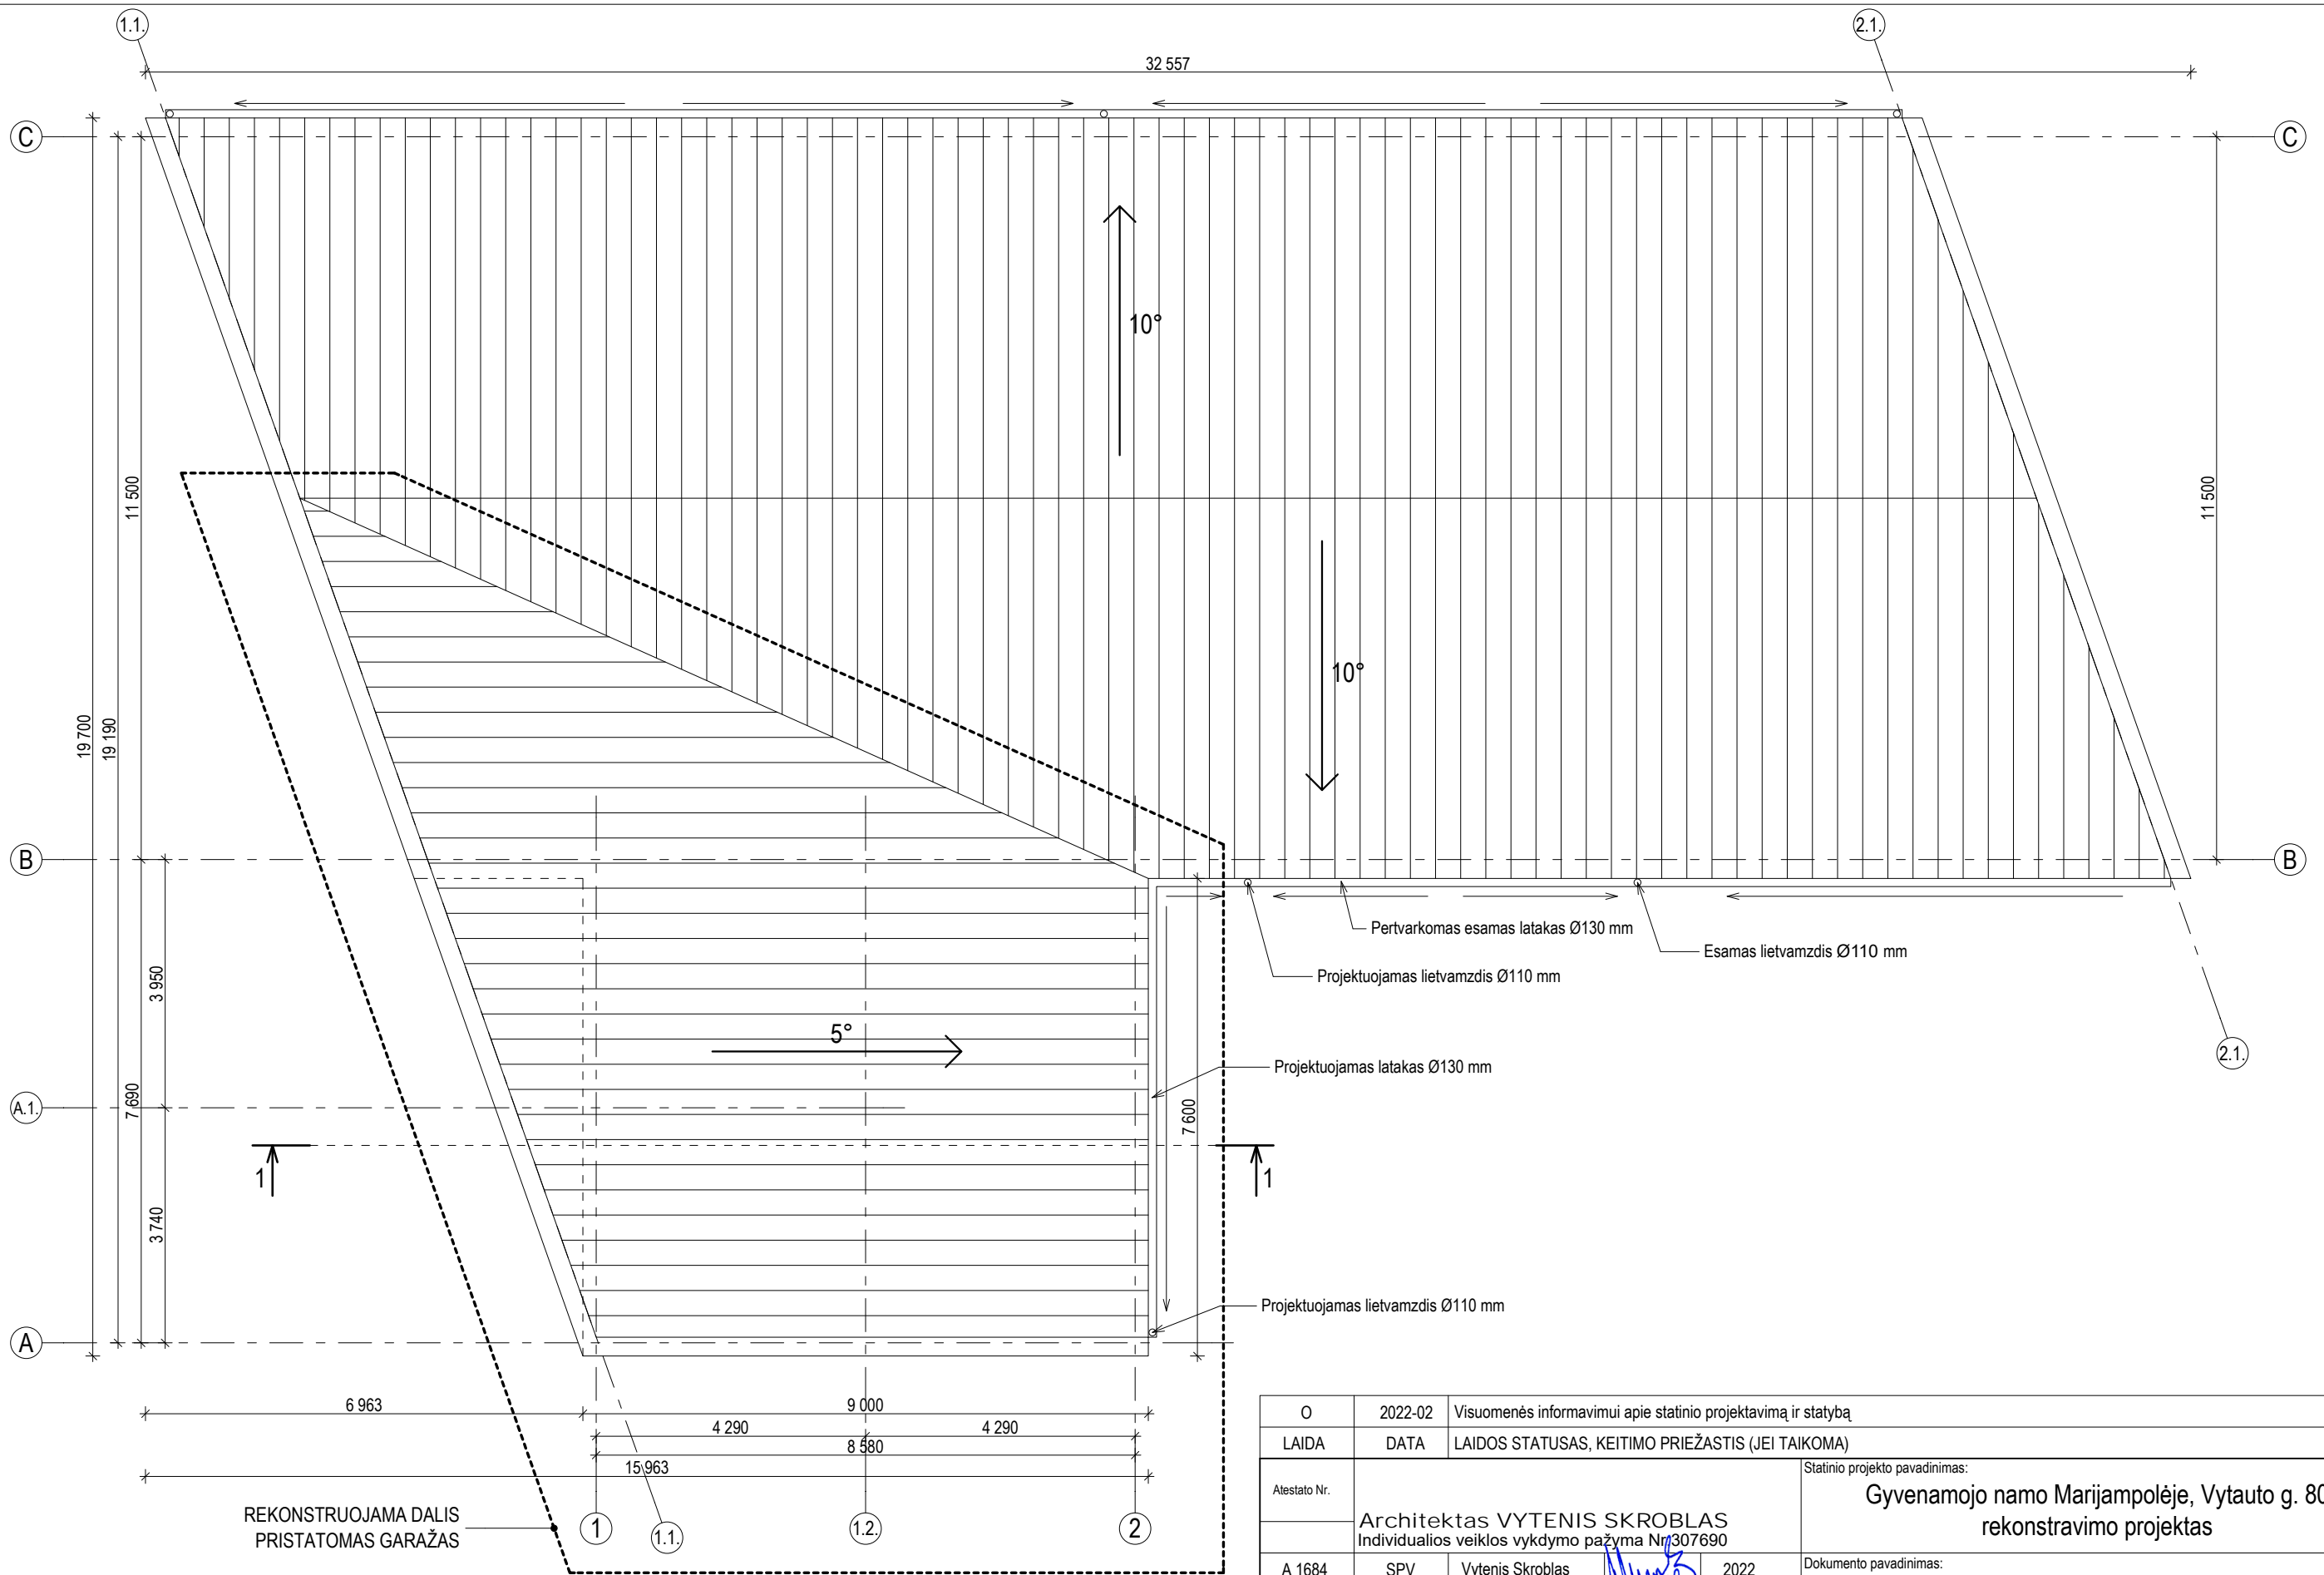 1.1.
2.1.
32 557
C
C
10°
11 500
11 500
10°
19 700
19 190
B
B
Pertvarkomas esamas latakas Ø130 mm
Esamas lietvamzdis Ø110 mm
Projektuojamas lietvamzdis Ø110 mm
3 950
5°
2.1.
Projektuojamas latakas Ø130 mm
A.1.
7 690
7 600
1
1
3 740
Projektuojamas lietvamzdis Ø110 mm
A
6 963
9 000
4 290
4 290
8 580
15 963
REKONSTRUOJAMA DALIS
PRISTATOMAS GARAŽAS
1
1.1.
1.2.
2
O 2022-02 Visuomenės informavimui apie statinio projektavimą ir statybą
LAIDA DATA LAIDOS STATUSAS, KEITIMO PRIEŽASTIS (JEI TAIKOMA)
Atestato Nr.
Architektas VYTENIS SKROBLAS
Individualios veiklos vykdymo pažyma Nr.307690
Statinio projekto pavadinimas:
Gyvenamojo namo Marijampolėje, Vytauto g. 80
rekonstravimo projektas
A 1684 SPV Vytenis Skroblas 2022
Dokumento pavadinimas: